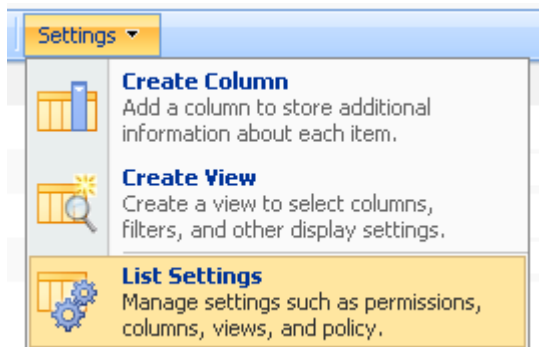 Settings
Create Column
Add a column to store additional
information about each item.
Create View
Create a view to select columns,
filters, and other display settings.
List Settings
Manage settings such as permissions,
columns, views, and policy.